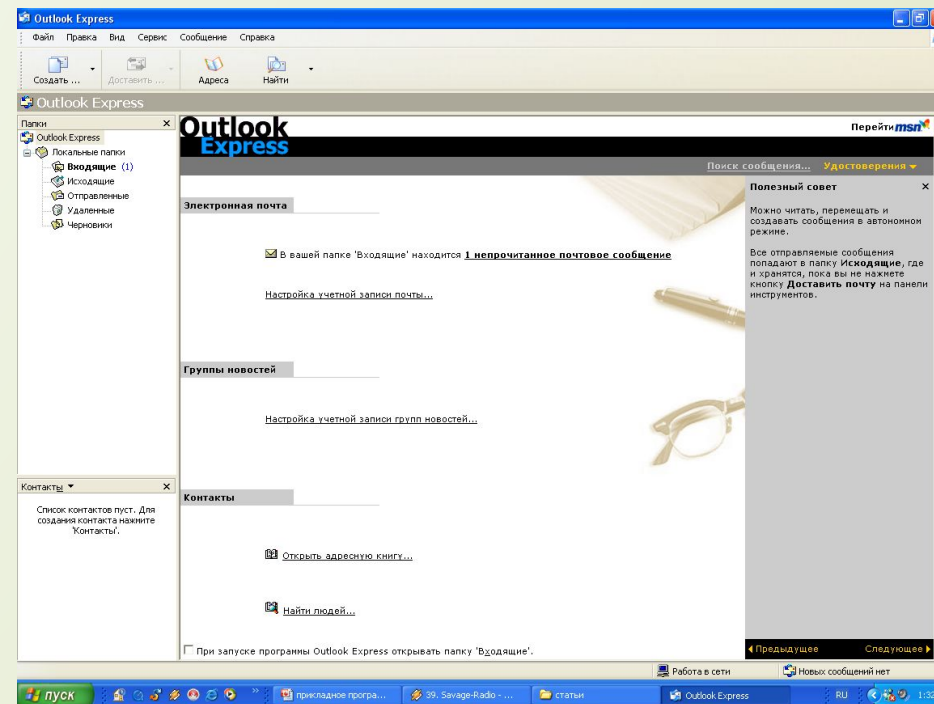 Outlook Express
Файл Правка Вид Сервис Сообщение Справка
Создать ... Доставить ... Адреса Найти
Outlook Express
Папки
Outlook Express
Локальные папки
Входящие (1)
Исходящие
Отправленные
Удаленные
Черновики
Контакты
Список контактов пуст. Для
создания контакта нажмите
'Контакты'.
Outlook
Express
Перейти msn
Поиск сообщения... Удостоверения
Электронная почта
В вашей папке 'Входящие' находится 1 непрочитанное почтовое сообщение
Настройка учетной записи почты...
Группы новостей
Настройка учетной записи групп новостей...
Контакты
Открыть адресную книгу...
Найти людей...
При запуске программы Outlook Express открывать папку 'Входящие'.
Полезный совет
Можно читать, перемещать и
создавать сообщения в автономном
режиме.
Все отправляемые сообщения
попадают в папку Исходящие, где
и хранятся, пока вы не нажмете
кнопку Доставить почту на панели
инструментов.
Предыдущее Следующее
Работа в сети Новых сообщений нет
пуск прикладное програ... 39. Savage-Radio - ... статьи Outlook Express RU 1:32